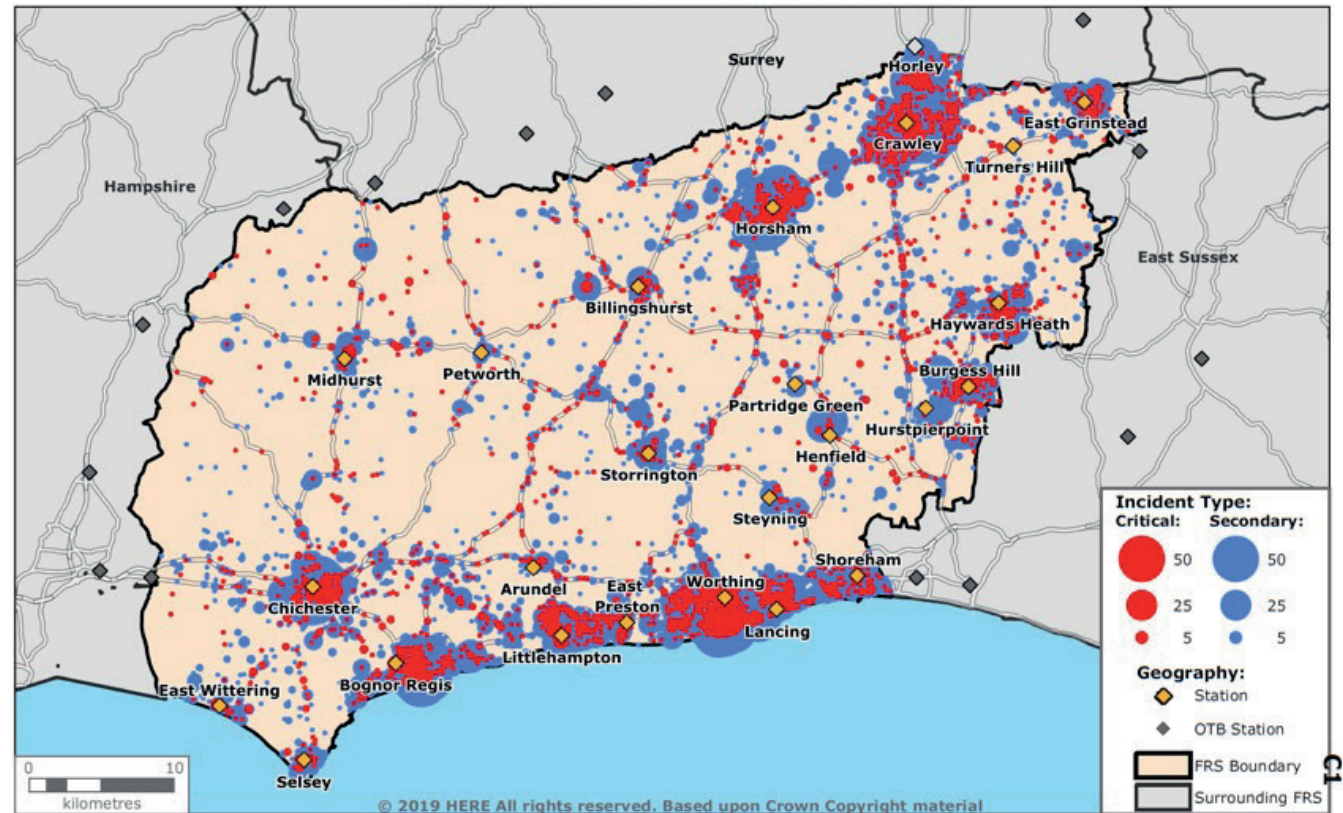 Surrey
Horley
East Grinstead
Crawley
Turners Hill
Hampshire
Horsham
East Sussex
Billingshurst
Haywards Heath
Midhurst
Petworth
Burgess Hill
Partridge Green
Hurstpierpoint
Henfield
Storrington
Steyning
Shoreham
Arundel
East
Preston
Worthing
Chichester
Lancing
Littlehampton
East Wittering
Bognor Regis
Selsey
Incident Type:
Critical: Secondary:
50 50
25 25
5 5
Geography:
Station
OTB Station
FRS Boundary
Surrounding FRS
C1
0 10
kilometres
© 2019 HERE All rights reserved. Based upon Crown Copyright material